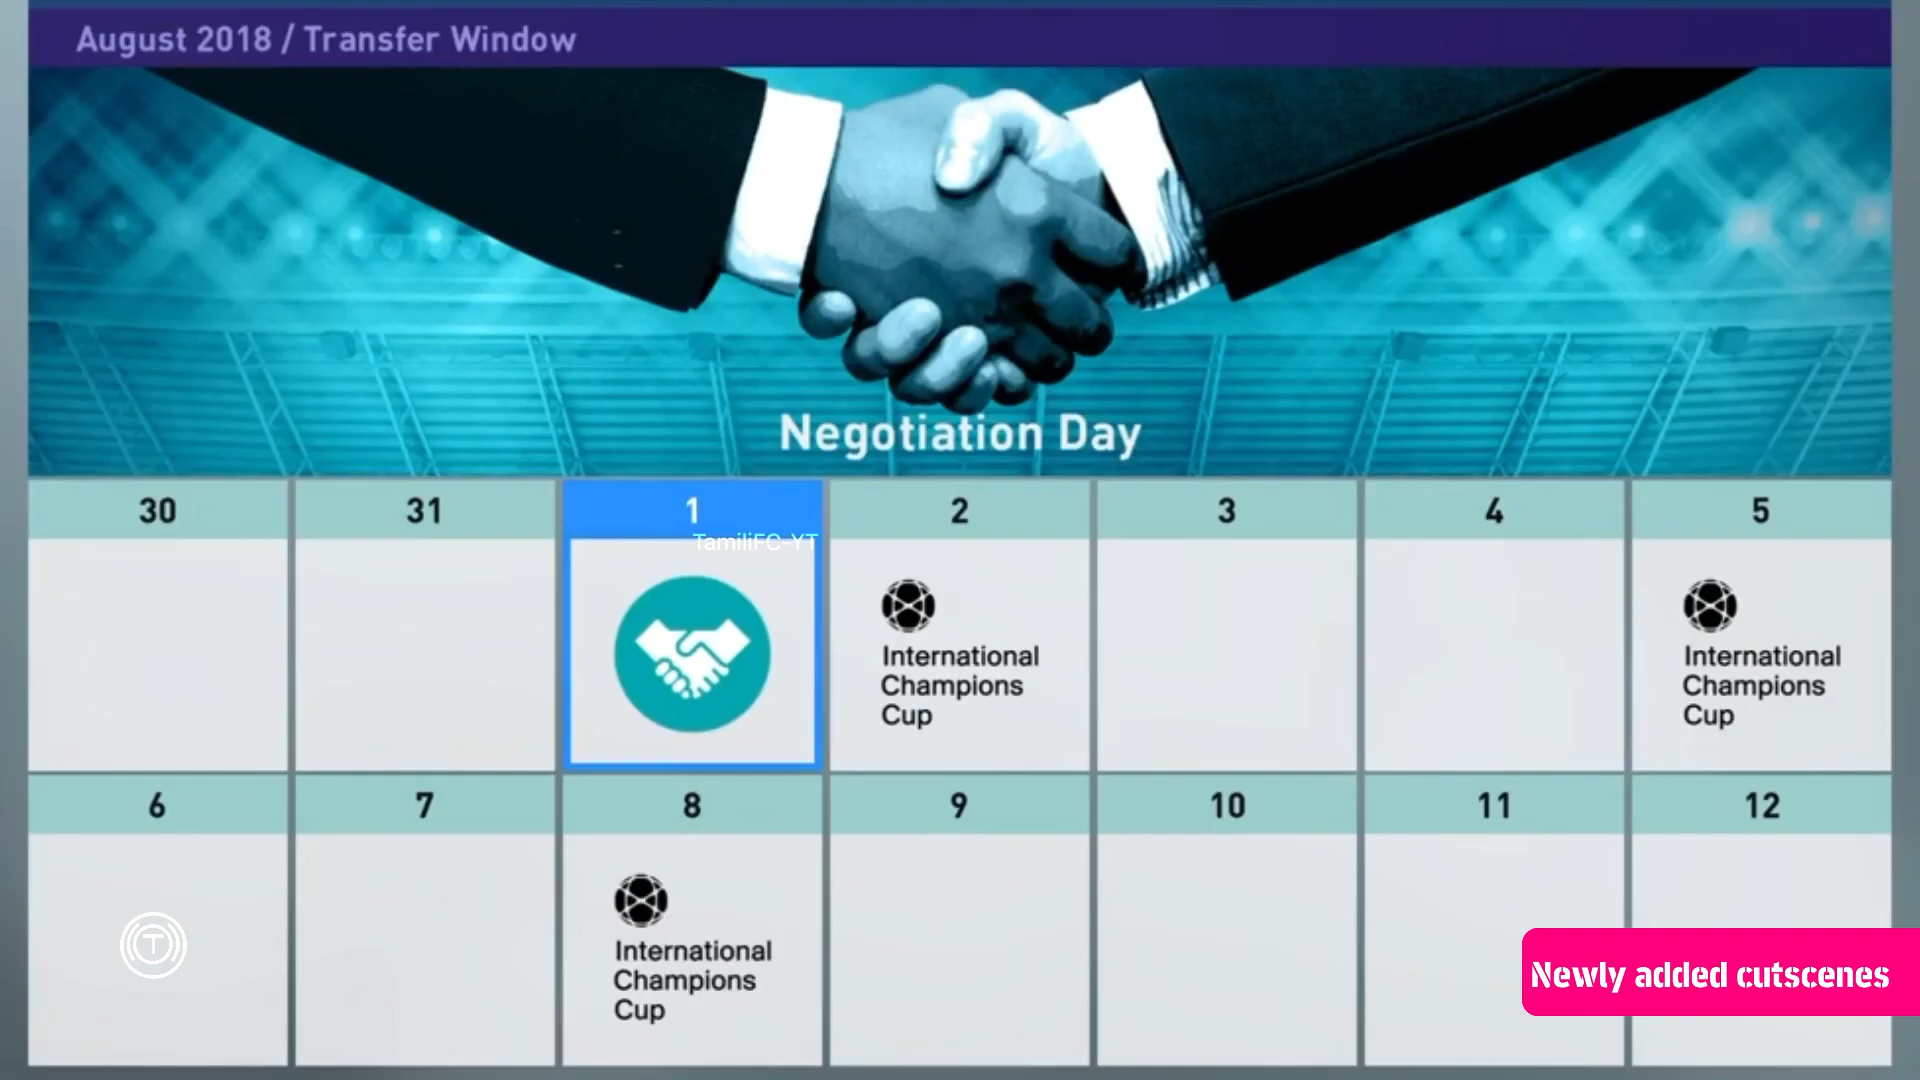 August 2018 / Transfer Window
Negotiation Day
30 31 1 2 3 4 5
TamiliFC-YT
International
Champions
Cup
International
Champions
Cup
6 7 8 9 10 11 12
International
Champions
Cup
T
Newly added cutscenes